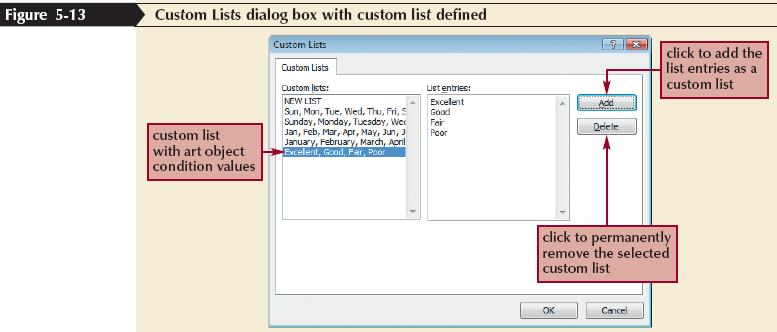 Figure 5-13
Custom Lists dialog box with custom list defined
Custom Lists
Custom Lists
Custom lists:
NEW LIST
Sun, Mon, Tue, Wed, Thu, Fri, S
Sunday, Monday, Tuesday, Wed
Jan, Feb, Mar, Apr, May, Jun, J
January, February, March, April
Excellent, Good, Fair, Poor
List entries:
Excellent
Good
Fair
Poor
Add
Delete
OK
Cancel
click to add the
list entries as a
custom list
custom list
with art object
condition values
click to permanently
remove the selected
custom list